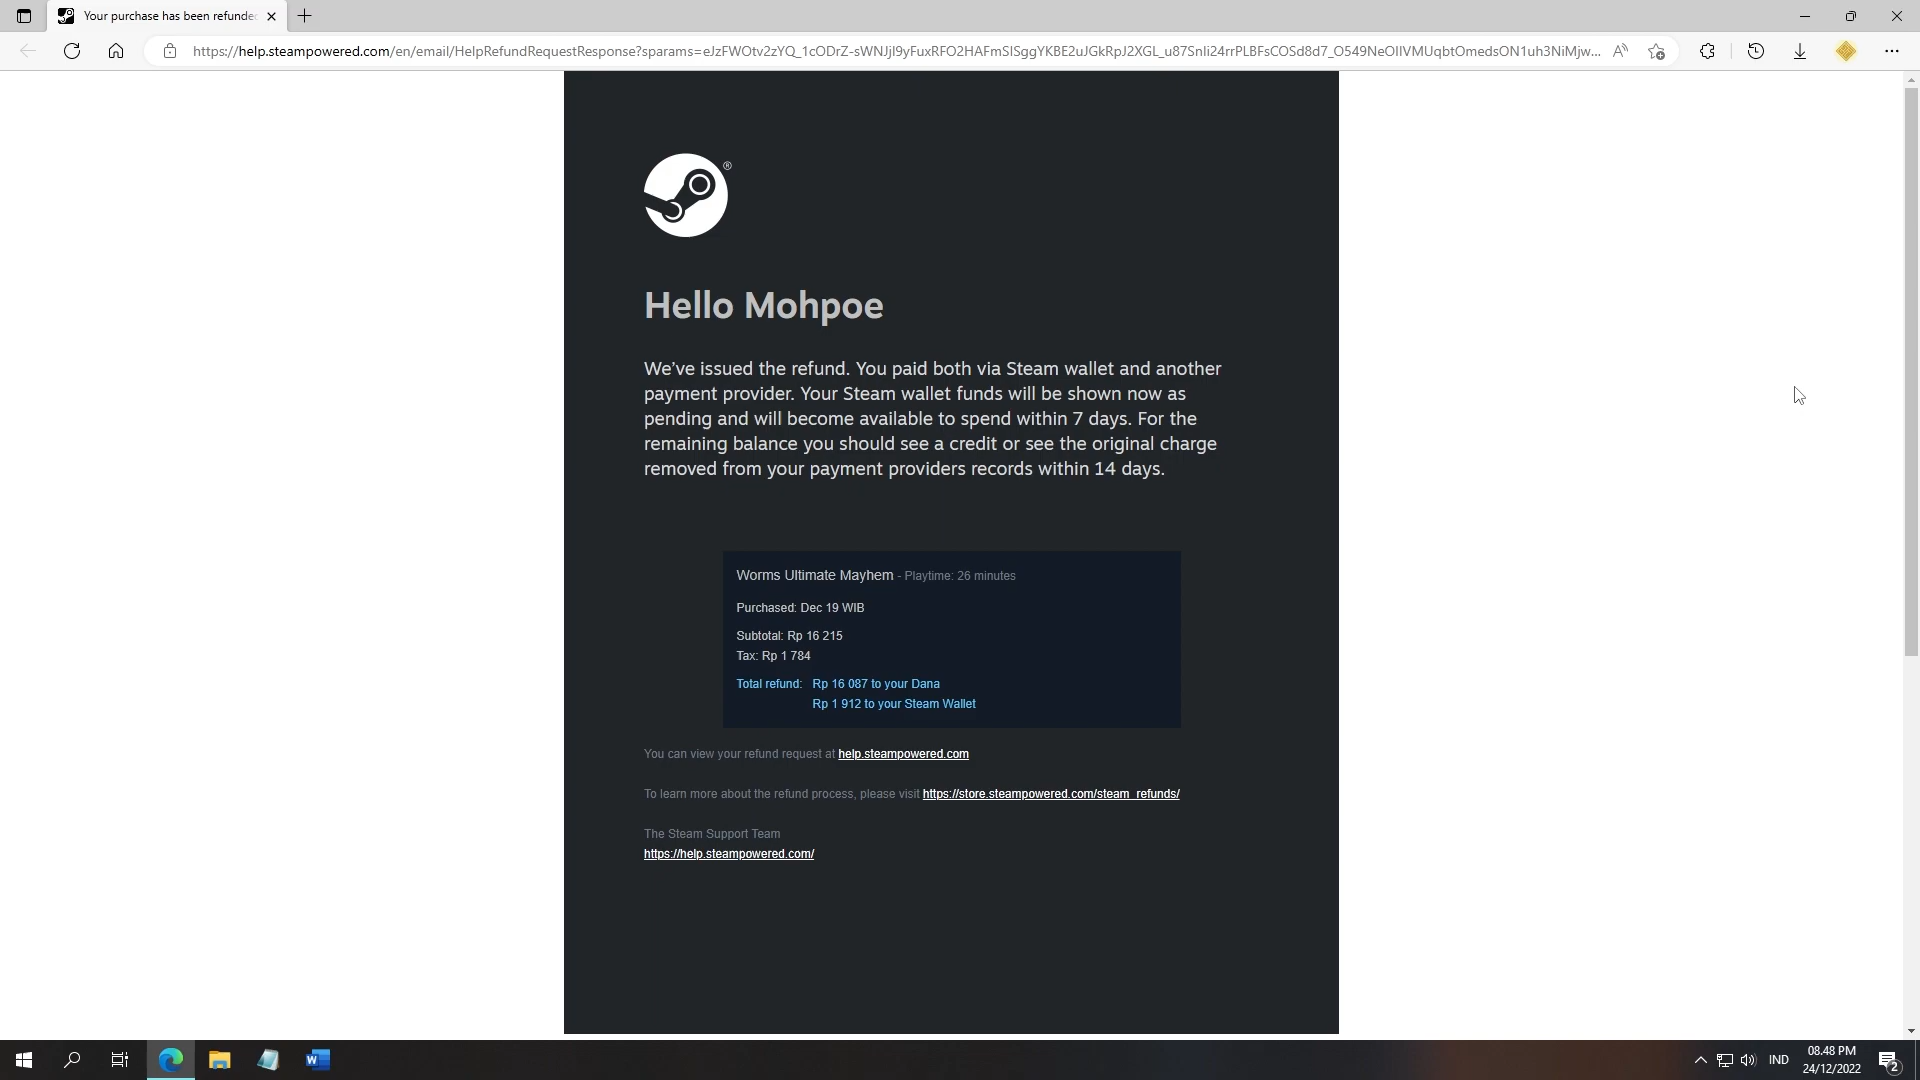 Your purchase has been refunded
https://help.steampowered.com/en/email/HelpRefundRequestResponse?sparams=eJzFWOtv2zYQ_1cODrZ-sWNJjI9yFuxRFO2HAFmSISggYKBE2uJGkRpJ2XGL_u87SnIi24rrPLBFsCOSd8d7_O549NeOIIVMUqbtOmedsON1uh3NiMjw...
Hello Mohpoe
We've issued the refund. You paid both via Steam wallet and another
payment provider. Your Steam wallet funds will be shown now as
pending and will become available to spend within 7 days. For the
remaining balance you should see a credit or see the original charge
removed from your payment providers records within 14 days.
Worms Ultimate Mayhem - Playtime: 26 minutes
Purchased: Dec 19 WIB
Subtotal: Rp 16 215
Tax: Rp 1 784
Total refund: Rp 16 087 to your Dana
Rp 1 912 to your Steam Wallet
You can view your refund request at help.steampowered.com
To learn more about the refund process, please visit https://store.steampowered.com/steam_refunds/
The Steam Support Team
https://help.steampowered.com/
IND
08.48 PM
24/12/2022
2